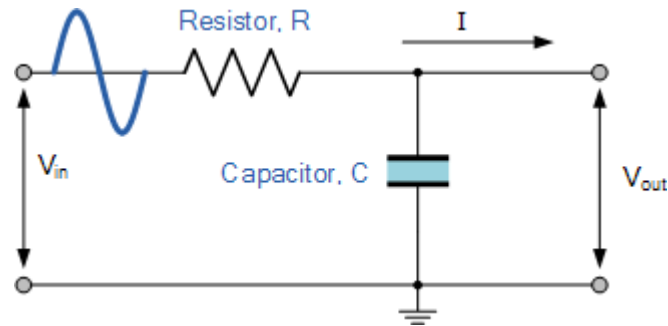 Resistor, R
I
Vin
Capacitor, C
Vout